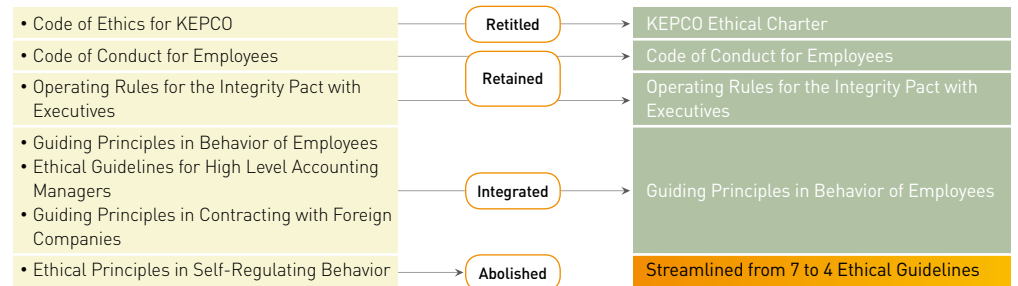 • Code of Ethics for KEPCO
Retitled
KEPCO Ethical Charter
• Code of Conduct for Employees
Retained
Code of Conduct for Employees
• Operating Rules for the Integrity Pact with
Executives
Operating Rules for the Integrity Pact with
Executives
• Guiding Principles in Behavior of Employees
• Ethical Guidelines for High Level Accounting
Managers
• Guiding Principles in Contracting with Foreign
Companies
Integrated
Guiding Principles in Behavior of Employees
• Ethical Principles in Self-Regulating Behavior
Abolished
Streamlined from 7 to 4 Ethical Guidelines